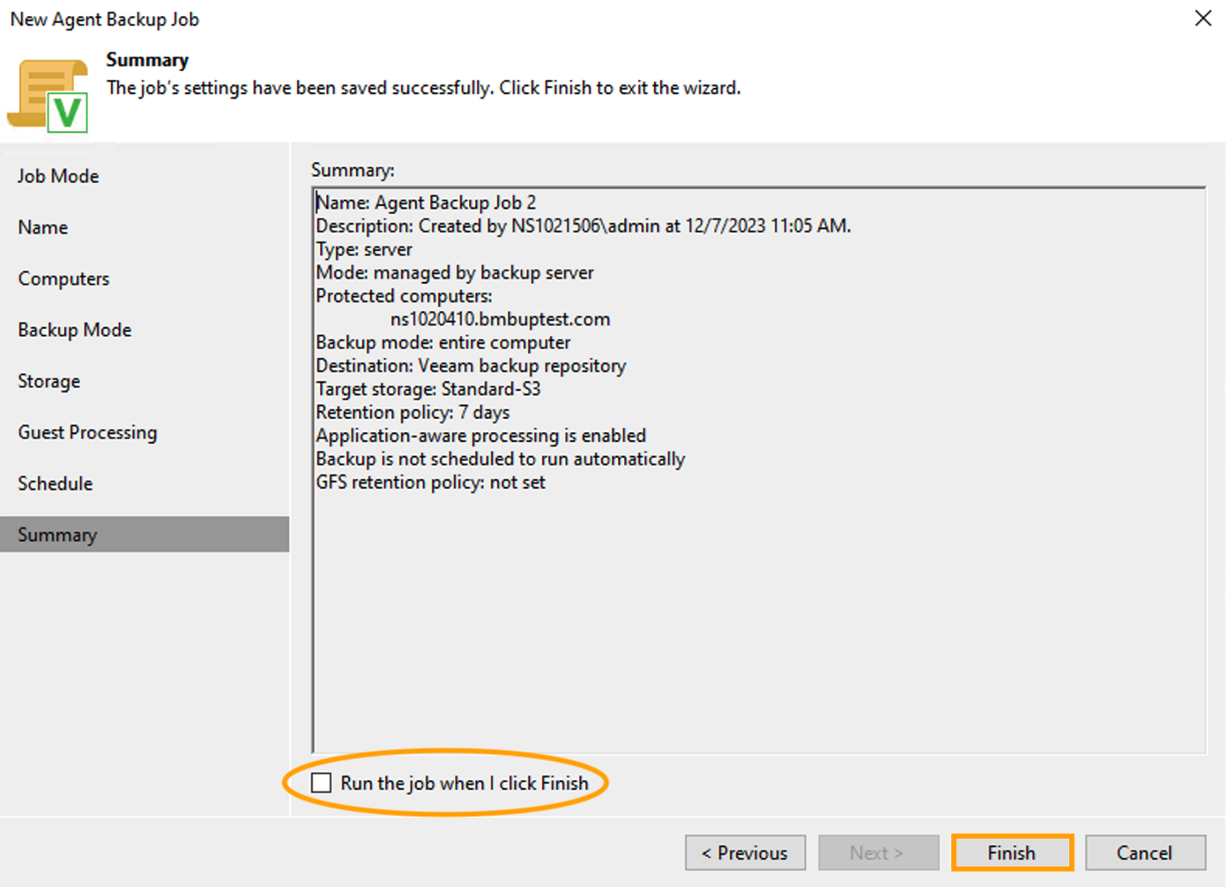 New Agent Backup Job
Summary
The job's settings have been saved successfully. Click Finish to exit the wizard.
V
Job Mode
Name
Computers
Backup Mode
Storage
Guest Processing
Schedule
Summary
Summary:
Name: Agent Backup Job 2
Description: Created by NS1021506\admin at 12/7/2023 11:05 AM.
Type: server
Mode: managed by backup server
Protected computers:
ns1020410.bmbuptest.com
Backup mode: entire computer
Destination: Veeam backup repository
Target storage: Standard-S3
Retention policy: 7 days
Application-aware processing is enabled
Backup is not scheduled to run automatically
GFS retention policy: not set
Run the job when I click Finish
< Previous
Next >
Finish
Cancel